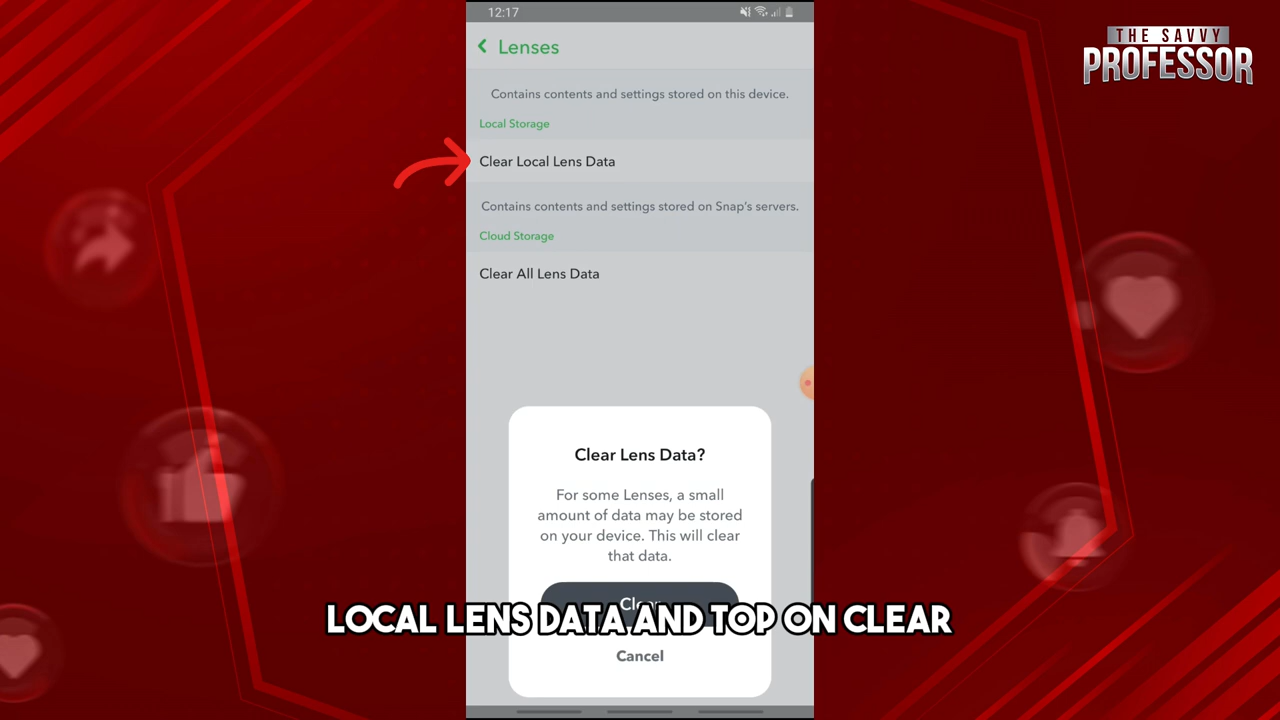 12:17
THE SAVVY
PROFESSOR
Lenses
Contains contents and settings stored on this device.
Local Storage
Clear Local Lens Data
Contains contents and settings stored on Snap's servers.
Cloud Storage
Clear All Lens Data
Clear Lens Data?
For some Lenses, a small
amount of data may be stored
on your device. This will clear
that data.
Clear
LOCAL LENS DATA AND TOP ON CLEAR
Cancel